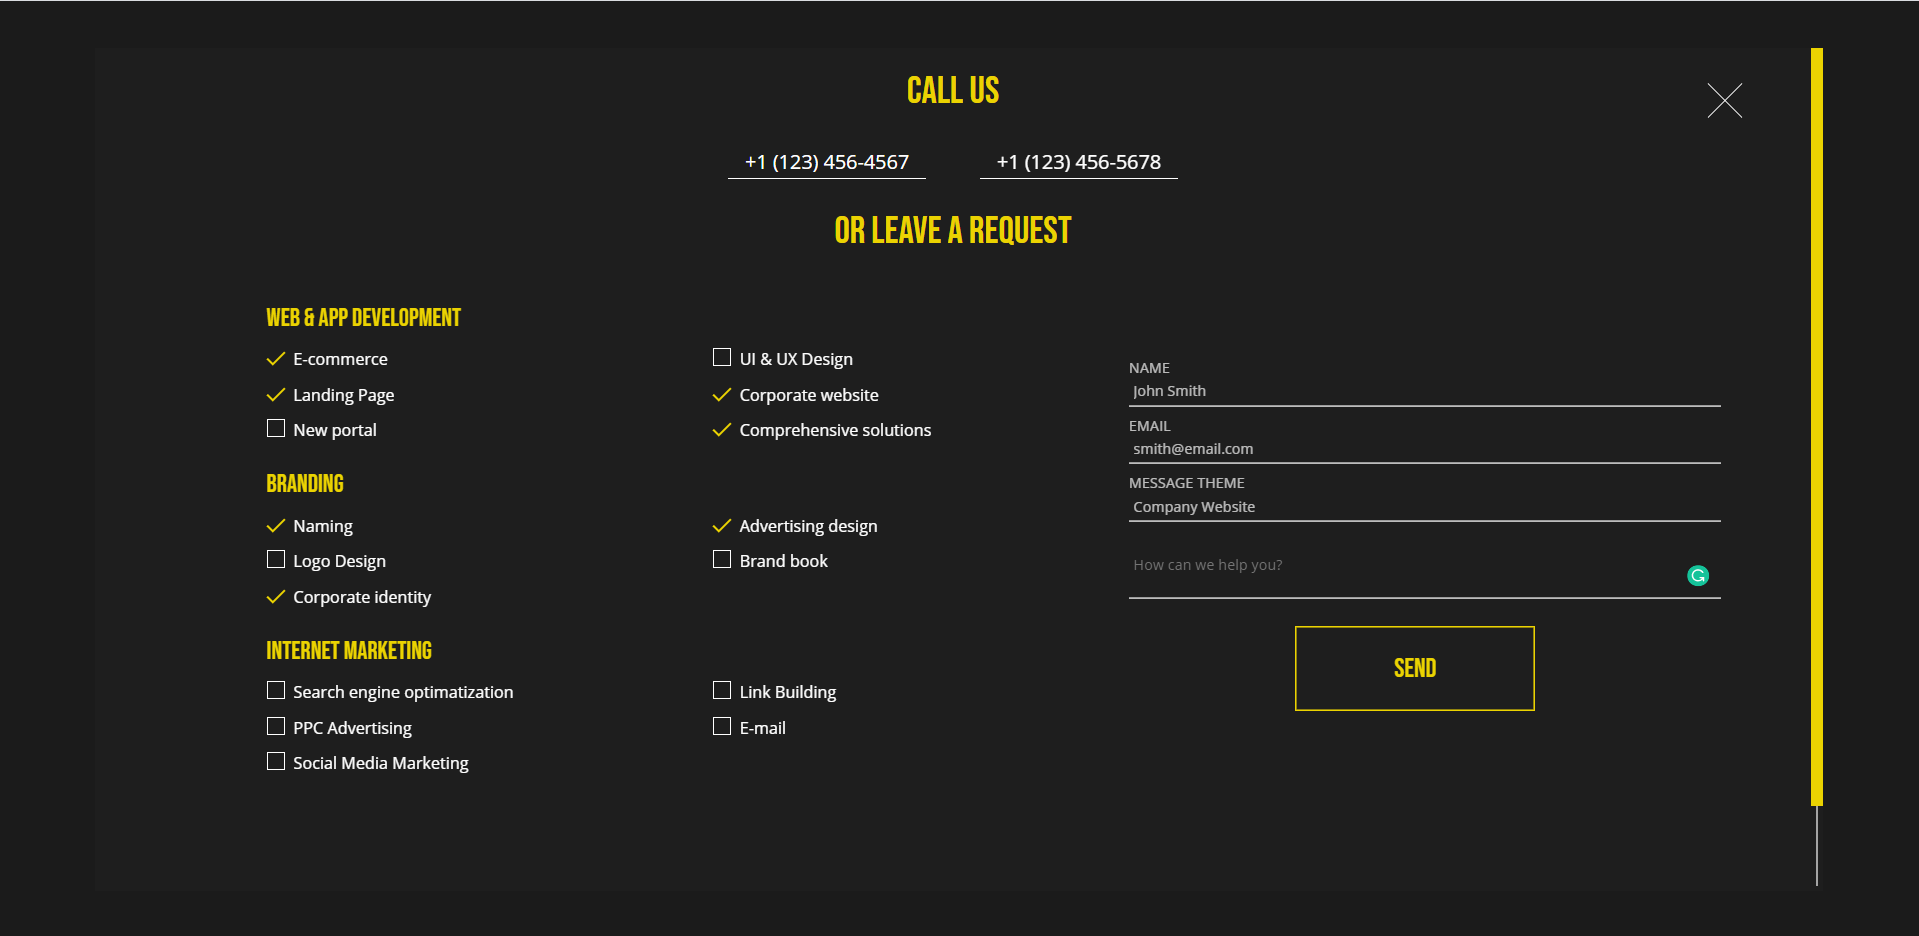 CALL US
+1 (123) 456-4567
+1 (123) 456-5678
OR LEAVE A REQUEST
WEB & APP DEVELOPMENT
E-commerce
Landing Page
New portal
UI & UX Design
Corporate website
Comprehensive solutions
BRANDING
Naming
Logo Design
Corporate identity
Advertising design
Brand book
INTERNET MARKETING
Search engine optimatization
PPC Advertising
Social Media Marketing
Link Building
E-mail
NAME
John Smith
EMAIL
smith@email.com
MESSAGE THEME
Company Website
How can we help you?
SEND